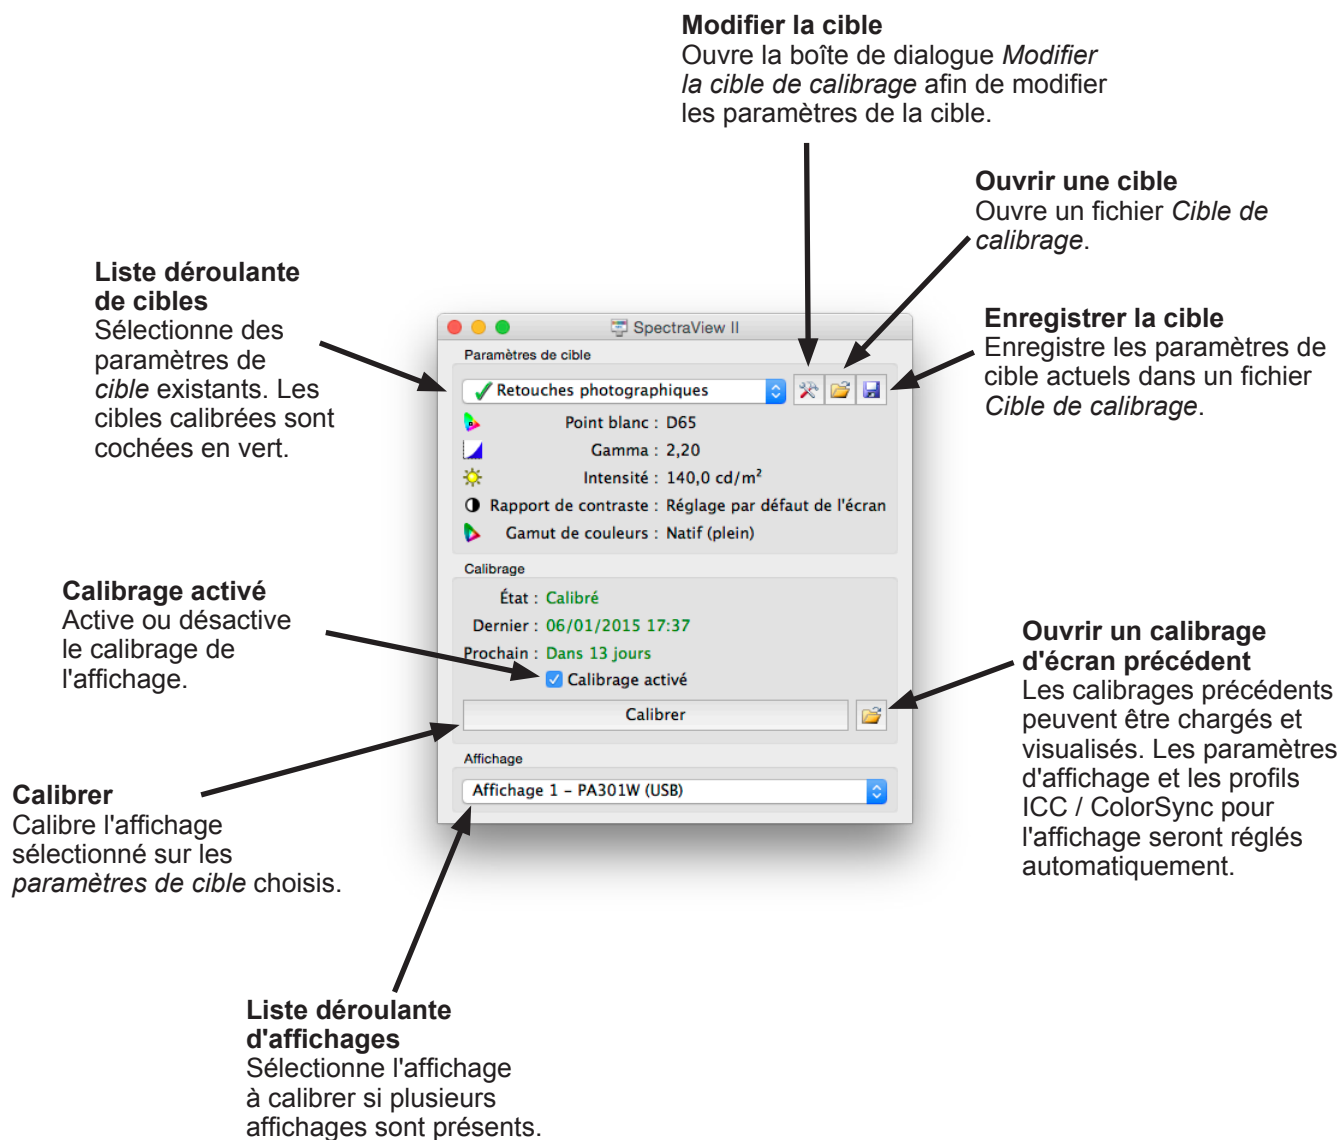 Modifier la cible
Ouvre la boîte de dialogue Modifier
la cible de calibrage afin de modifier
les paramètres de la cible.
Ouvrir une cible
Ouvre un fichier Cible de
calibrage.
Liste déroulante
de cibles
Sélectionne des
paramètres de
cible existants. Les
cibles calibrées sont
cochées en vert.
Enregistrer la cible
Enregistre les paramètres de
cible actuels dans un fichier
Cible de calibrage.
SpectraView II
Paramètres de cible
Retouches photographiques
Point blanc : D65
Gamma : 2,20
Intensité : 140,0 cd/m²
Rapport de contraste : Réglage par défaut de l'écran
Gamut de couleurs : Natif (plein)
Calibrage
État : Calibré
Dernier : 06/01/2015 17:37
Prochain : Dans 13 jours
Calibrage activé
Calibrer
Affichage
Affichage 1 – PA301W (USB)
Calibrage activé
Active ou désactive
le calibrage de
l'affichage.
Ouvrir un calibrage
d'écran précédent
Les calibrages précédents
peuvent être chargés et
visualisés. Les paramètres
d'affichage et les profils
ICC / ColorSync pour
l'affichage seront réglés
automatiquement.
Calibrer
Calibre l'affichage
sélectionné sur les
paramètres de cible choisis.
Liste déroulante
d'affichages
Sélectionne l'affichage
à calibrer si plusieurs
affichages sont présents.